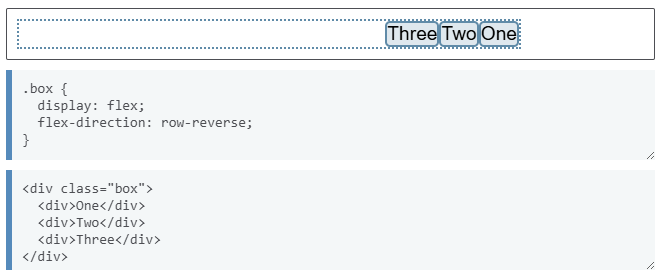 Three Two One
.box {
  display: flex;
  flex-direction: row-reverse;
}
<div class="box">
  <div>One</div>
  <div>Two</div>
  <div>Three</div>
</div>